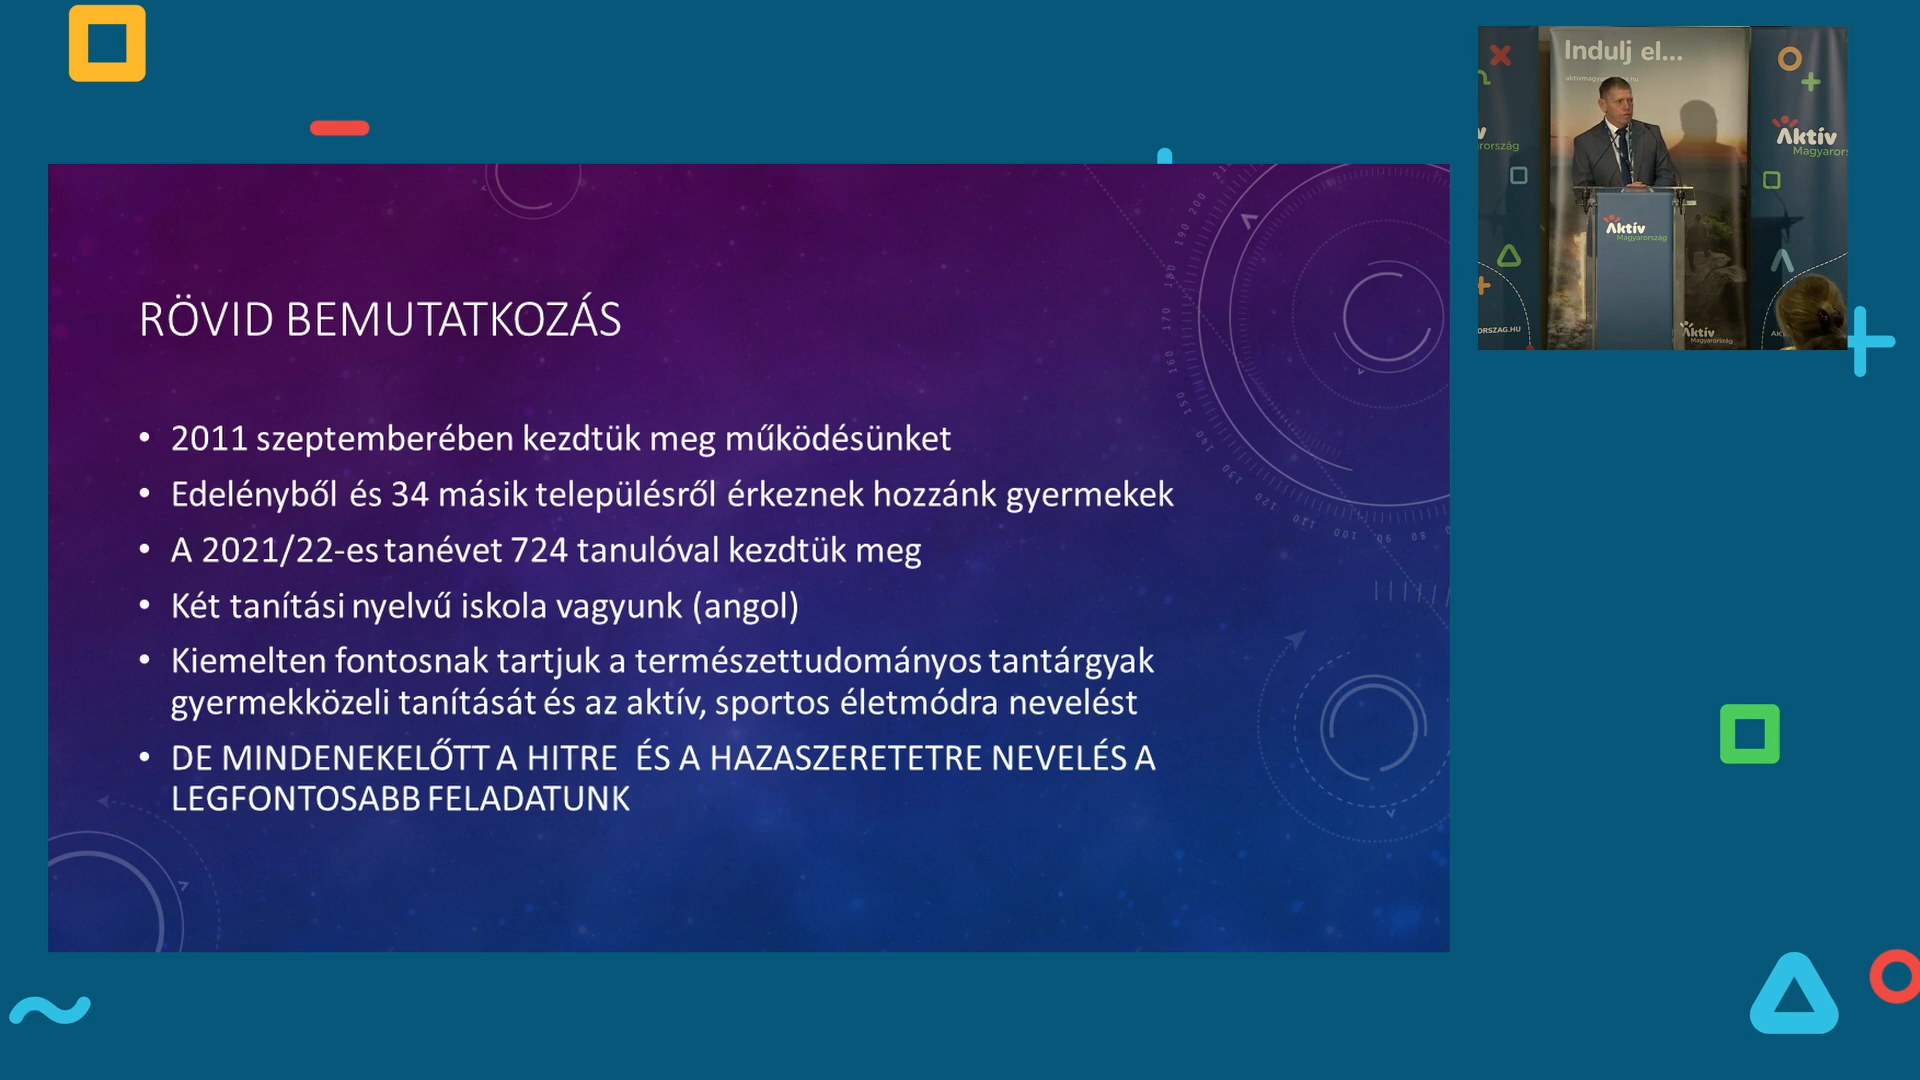 Indulj el...
Aktív
Magyarország
Aktív
Magyarország
Aktív
Magyarország
RÖVID BEMUTATKOZÁS
• 2011 szeptemberében kezdtük meg működésünket
• Edelényből és 34 másik településről érkeznek hozzánk gyermekek
• A 2021/22-es tanévet 724 tanulóval kezdtük meg
• Két tanítási nyelvű iskola vagyunk (angol)
• Kiemelten fontosnak tartjuk a természettudományos tantárgyak
gyermekközeli tanítását és az aktív, sportos életmódra nevelést
• DE MINDENEKELŐTT A HITRE ÉS A HAZASZERETETRE NEVELÉS A
LEGFONTOSABB FELADATUNK